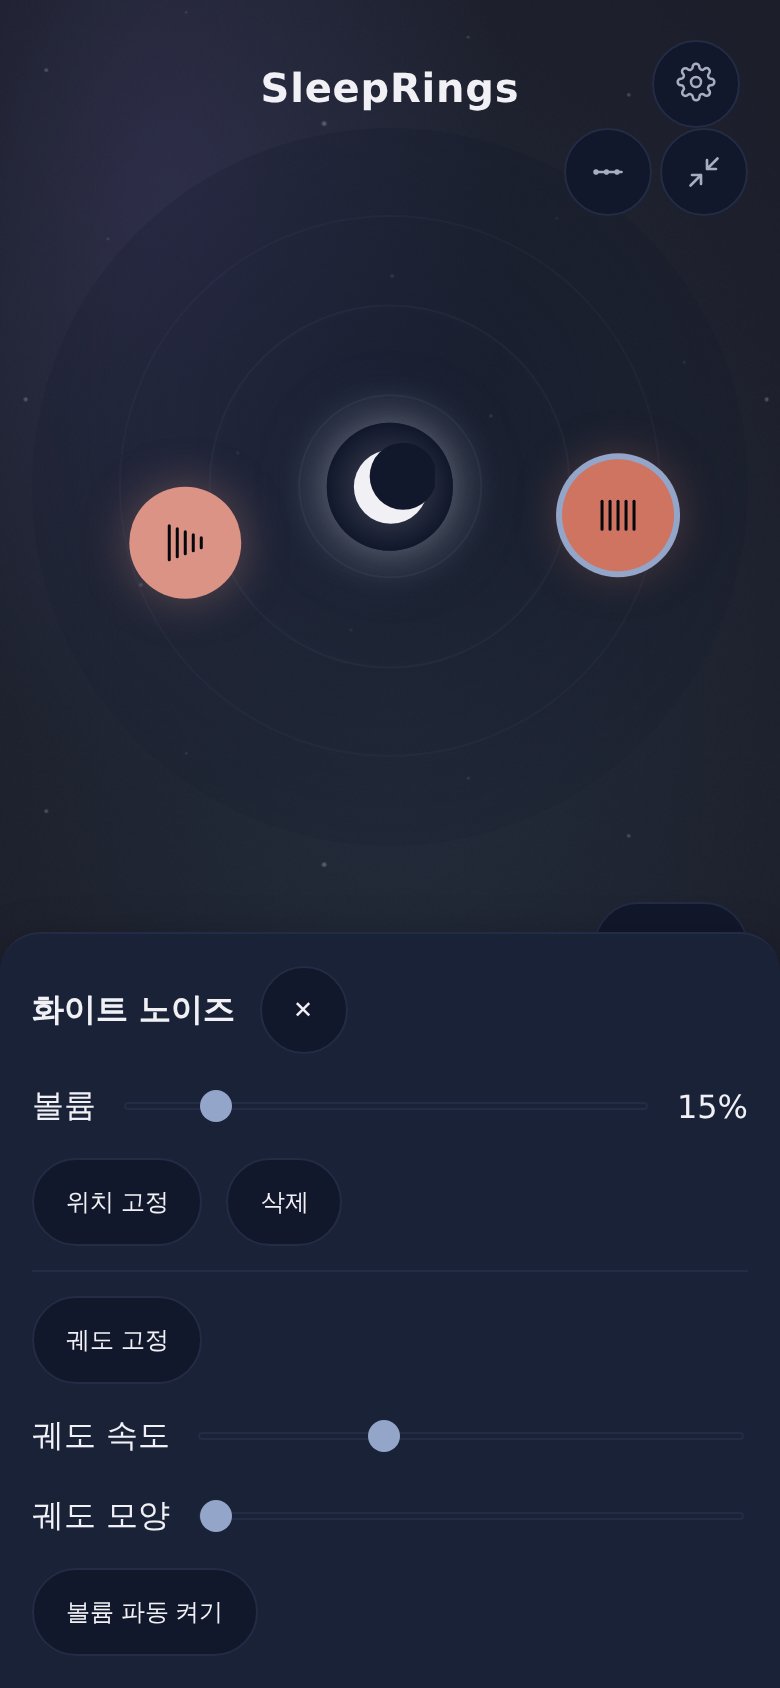 SleepRings
화이트 노이즈
×
볼륨 15%
위치 고정 삭제
궤도 고정
궤도 속도
궤도 모양
볼륨 파동 켜기